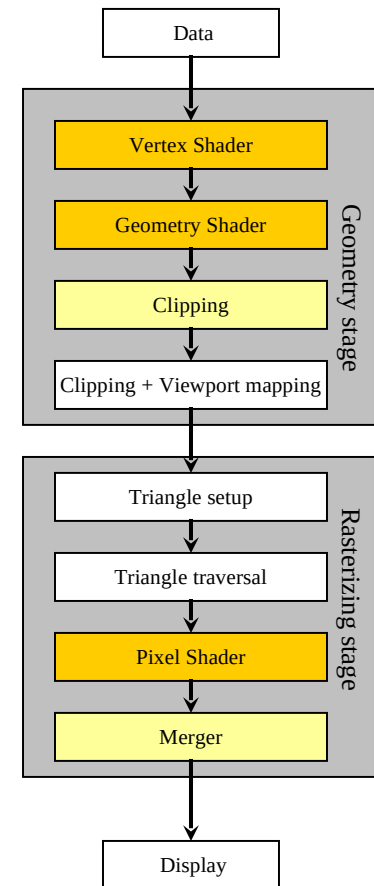 Data
Vertex Shader
Geometry Shader
Clipping
Clipping + Viewport mapping
Geometry stage
Triangle setup
Triangle traversal
Pixel Shader
Merger
Rasterizing stage
Display